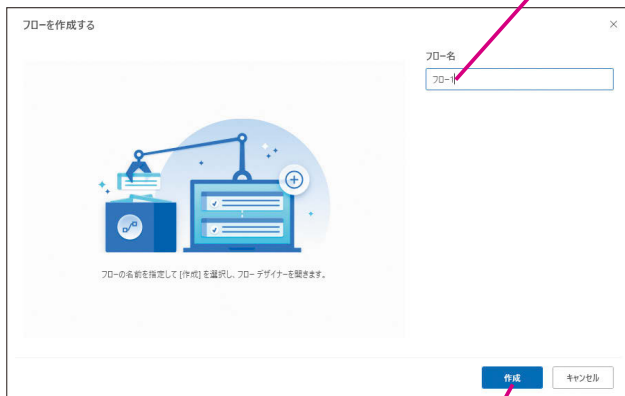 フローを作成する
フロー名
フロー1
フローの名前を指定して [作成] を選択し、フロー デザイナーを開きます。
作成
キャンセル